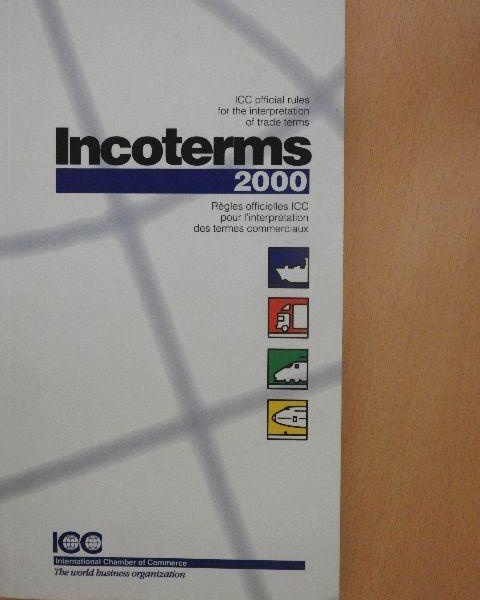 ICC official rules
for the interpretation
of trade terms
Incoterms
2000
Règles officielles ICC
pour l'interprétation
des termes commerciaux
ICC
International Chamber of Commerce
The world business organization